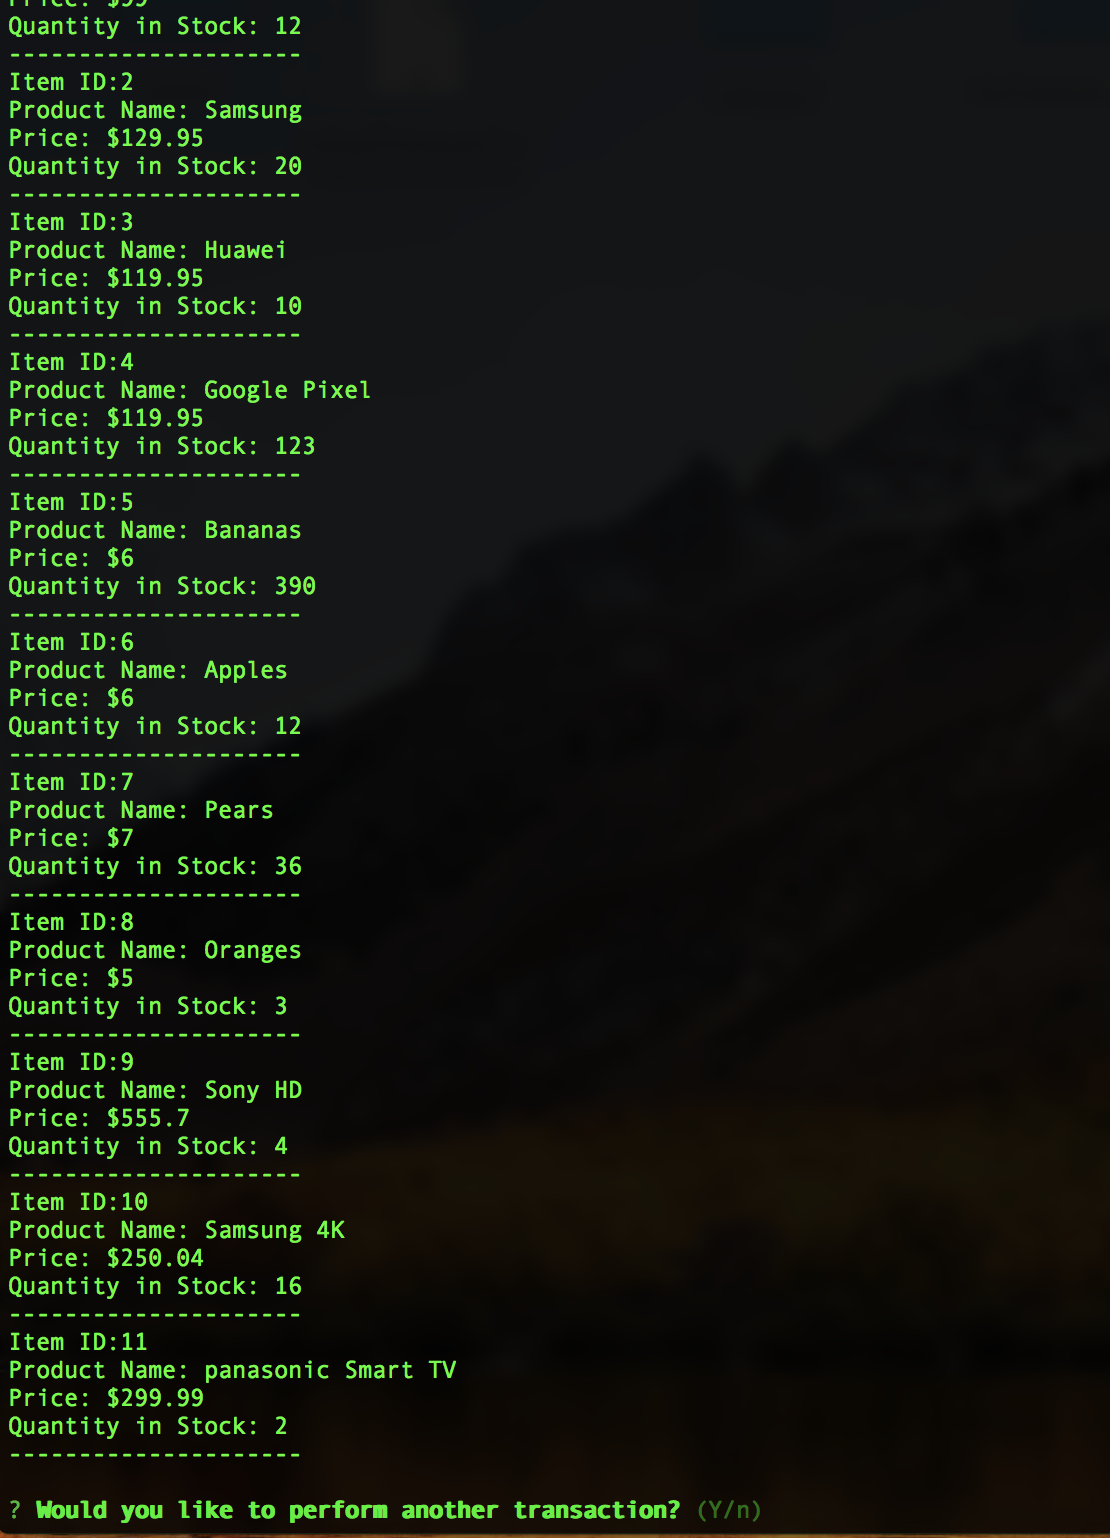 Price: $99
Quantity in Stock: 12
---------------------
Item ID:2
Product Name: Samsung
Price: $129.95
Quantity in Stock: 20
---------------------
Item ID:3
Product Name: Huawei
Price: $119.95
Quantity in Stock: 10
---------------------
Item ID:4
Product Name: Google Pixel
Price: $119.95
Quantity in Stock: 123
---------------------
Item ID:5
Product Name: Bananas
Price: $6
Quantity in Stock: 390
---------------------
Item ID:6
Product Name: Apples
Price: $6
Quantity in Stock: 12
---------------------
Item ID:7
Product Name: Pears
Price: $7
Quantity in Stock: 36
---------------------
Item ID:8
Product Name: Oranges
Price: $5
Quantity in Stock: 3
---------------------
Item ID:9
Product Name: Sony HD
Price: $555.7
Quantity in Stock: 4
---------------------
Item ID:10
Product Name: Samsung 4K
Price: $250.04
Quantity in Stock: 16
---------------------
Item ID:11
Product Name: panasonic Smart TV
Price: $299.99
Quantity in Stock: 2
---------------------
? Would you like to perform another transaction? (Y/n)